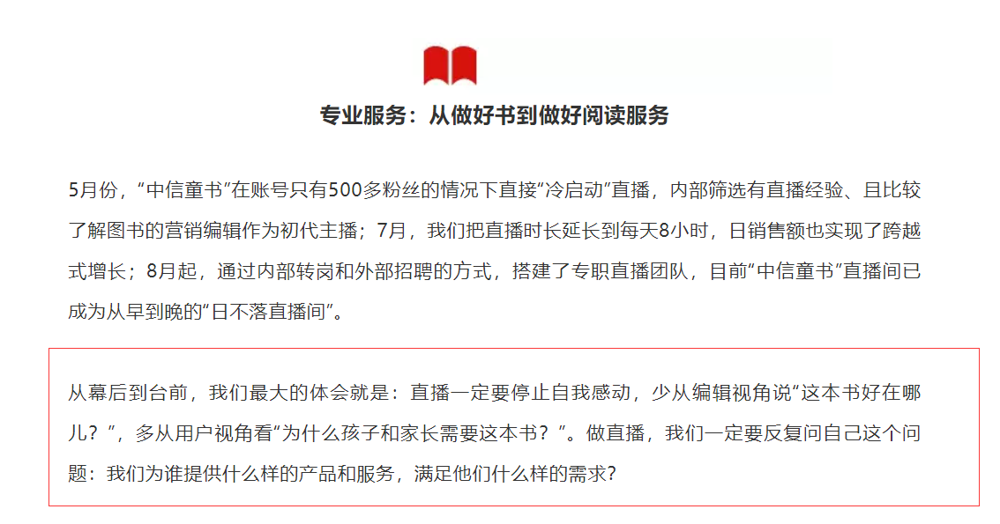 专业服务：从做好书到做好阅读服务
5月份，“中信童书”在账号只有500多粉丝的情况下直接“冷启动”直播，内部筛选有直播经验、且比较
了解图书的营销编辑作为初代主播；7月，我们把直播时长延长到每天8小时，日销售额也实现了跨越
式增长；8月起，通过内部转岗和外部招聘的方式，搭建了专职直播团队，目前“中信童书”直播间已
成为从早到晚的“日不落直播间”。
从幕后到台前，我们最大的体会就是：直播一定要停止自我感动，少从编辑视角说“这本书好在哪
儿？”，多从用户视角看“为什么孩子和家长需要这本书？”。做直播，我们一定要反复问自己这个问
题：我们为谁提供什么样的产品和服务，满足他们什么样的需求？